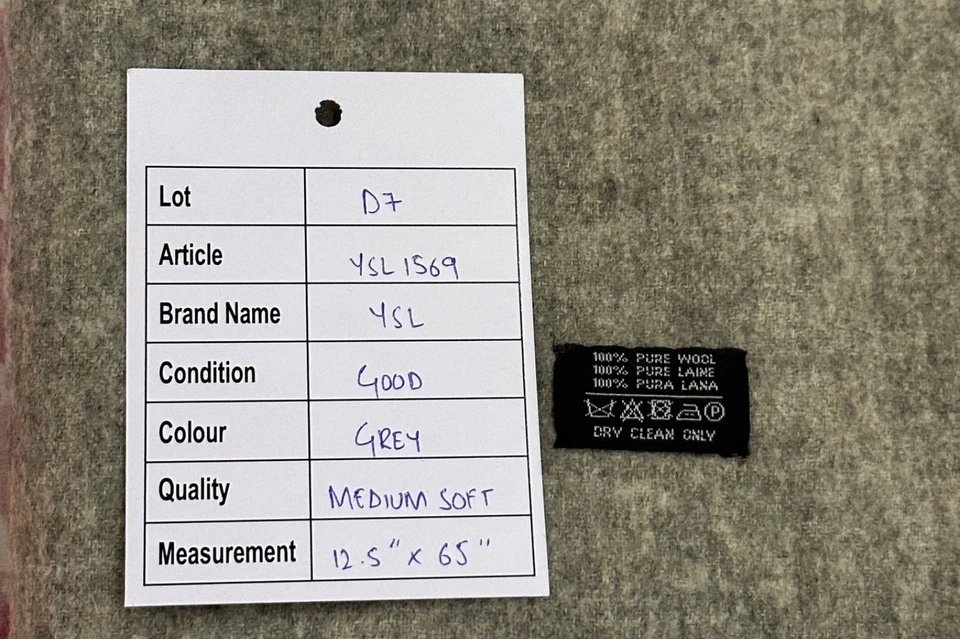 Lot D7
Article YSL 1569
Brand Name YSL
Condition GOOD
Colour GREY
Quality MEDIUM SOFT
Measurement 12.5" x 65"
100% PURE WOOL
100% PURE LAINE
100% PURA LANA
P
DRY CLEAN ONLY